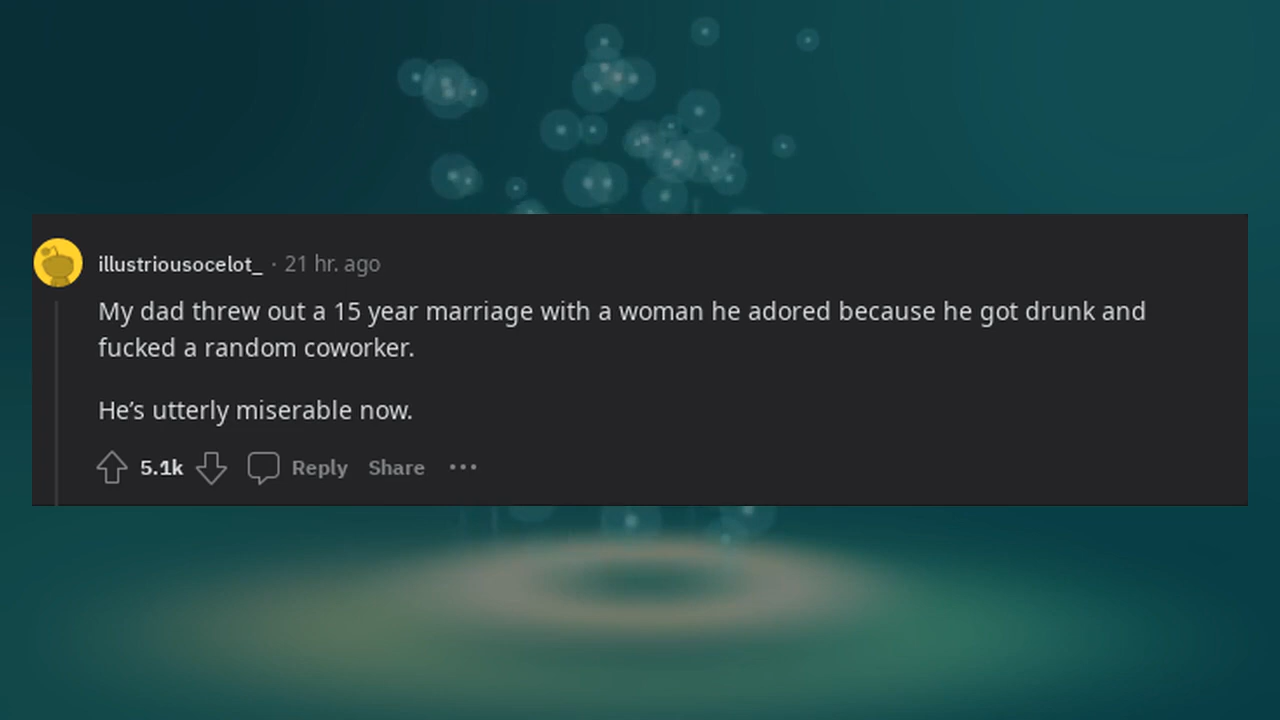 illustriousocelot_ · 21 hr. ago
My dad threw out a 15 year marriage with a woman he adored because he got drunk and
fucked a random coworker.
He’s utterly miserable now.
5.1k Reply Share ···